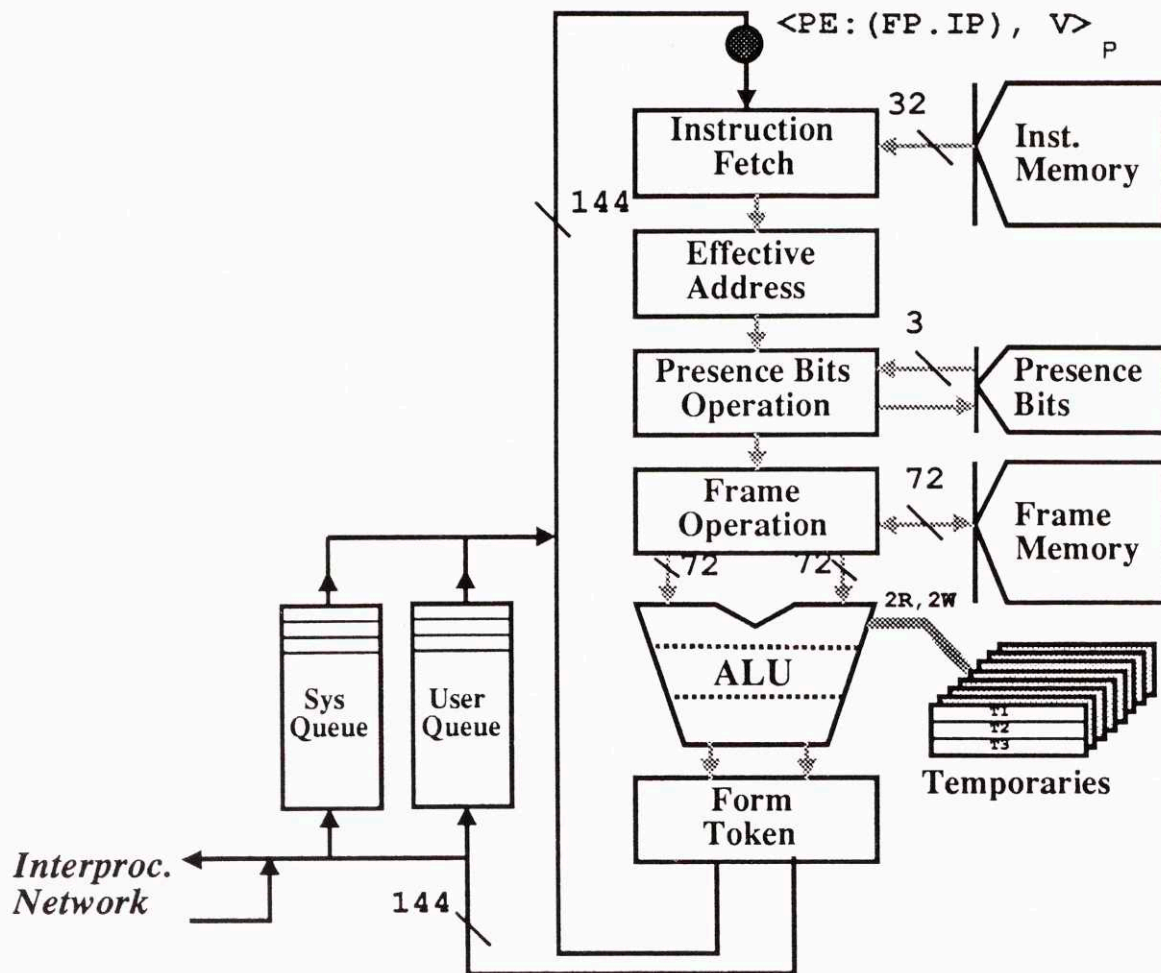 <PE:(FP.IP), V>
P
32
Instruction
Fetch
Inst.
Memory
144
Effective
Address
3
Presence Bits
Operation
Presence
Bits
72
Frame
Operation
Frame
Memory
72
72
2R,2W
ALU
Sys
Queue
User
Queue
T1
T2
T3
Temporaries
Form
Token
Interproc.
Network
144